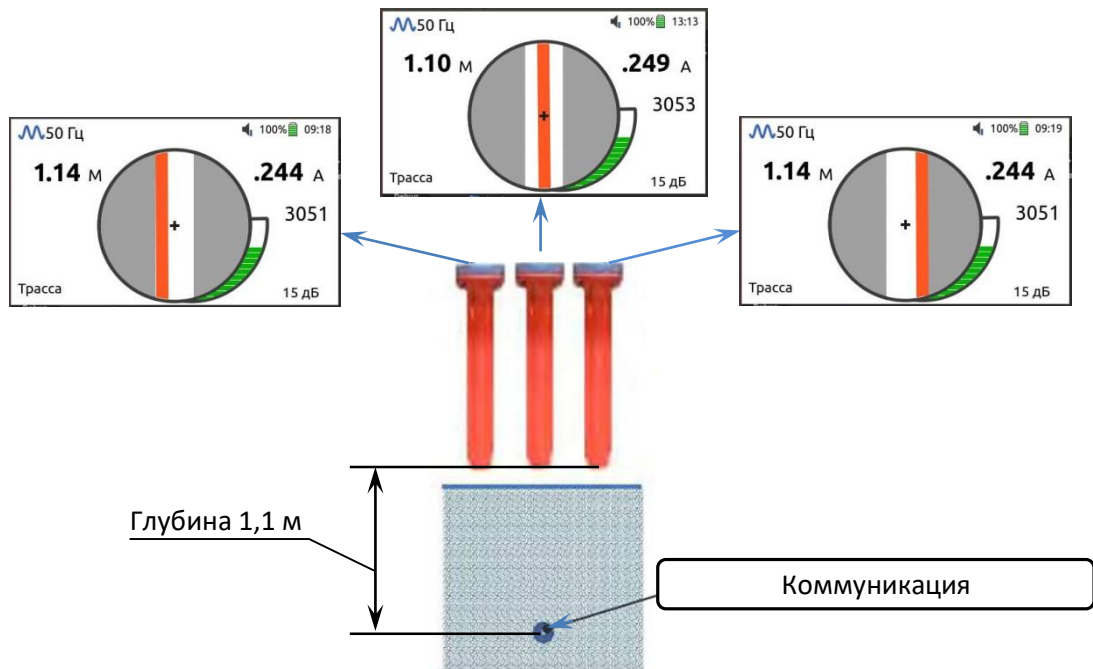 50 Гц 100% 13:13
1.10 м .249 А
3053
Трасса 15 дБ
50 Гц 100% 09:18
1.14 м .244 А
3051
Трасса 15 дБ
50 Гц 100% 09:19
1.14 м .244 А
3051
Трасса 15 дБ
Глубина 1,1 м
Коммуникация